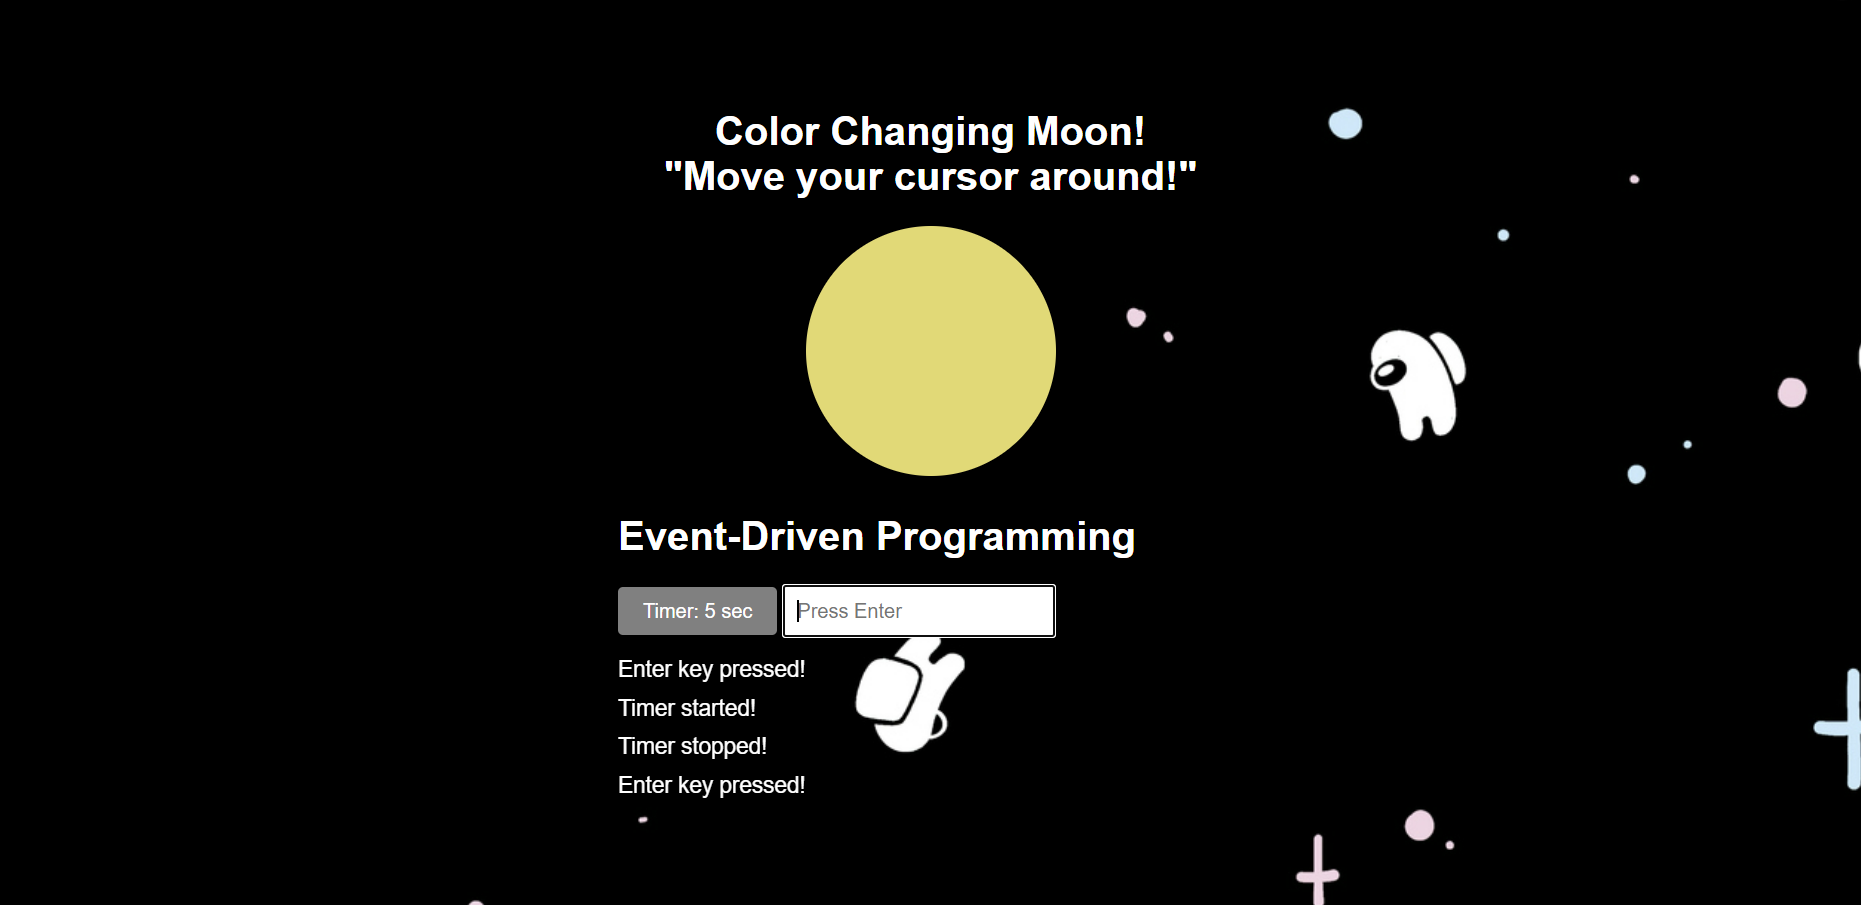 Color Changing Moon!
"Move your cursor around!"
Event-Driven Programming
Timer: 5 sec
Press Enter
Enter key pressed!
Timer started!
Timer stopped!
Enter key pressed!